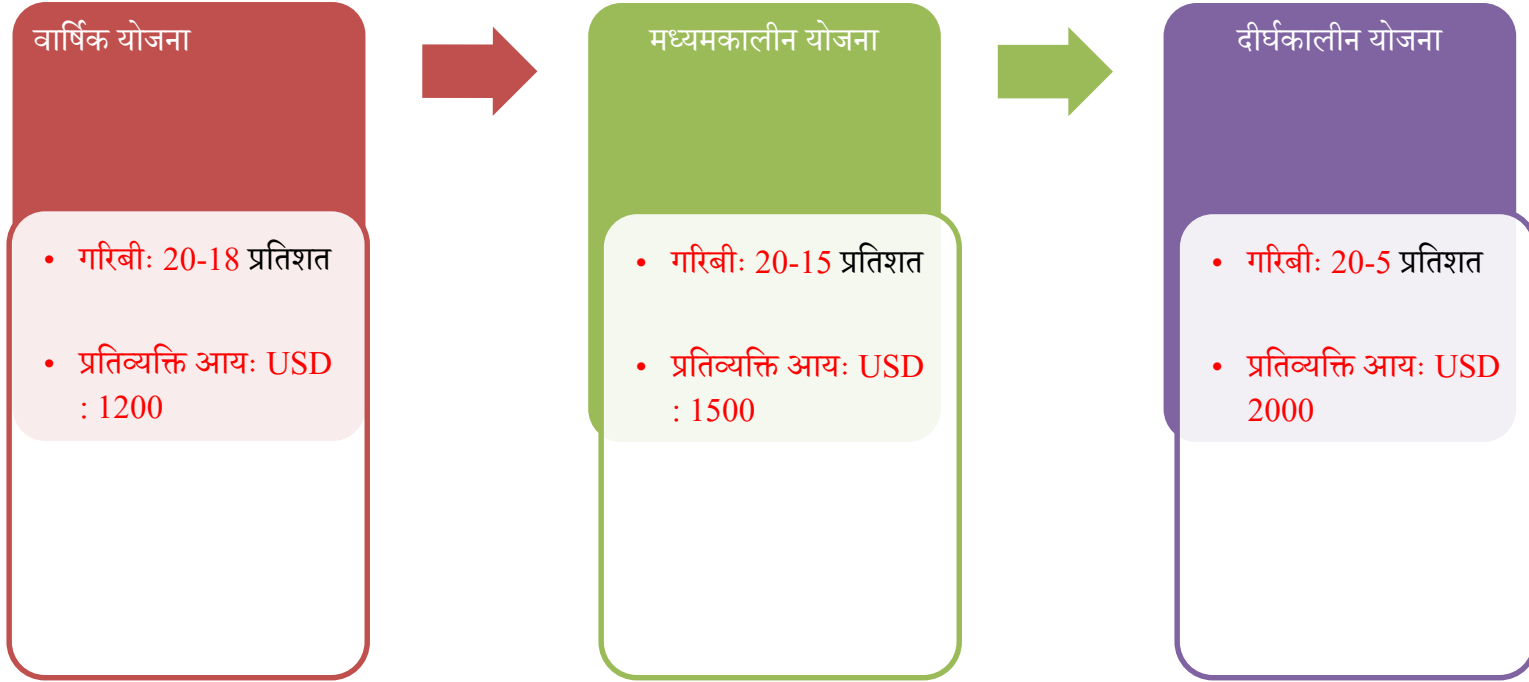 वार्षिक योजना
• गरिबीः 20-18 प्रतिशत
• प्रतिव्यक्ति आयः USD
: 1200
मध्यमकालीन योजना
• गरिबीः 20-15 प्रतिशत
• प्रतिव्यक्ति आयः USD
: 1500
दीर्घकालीन योजना
• गरिबीः 20-5 प्रतिशत
• प्रतिव्यक्ति आयः USD
2000